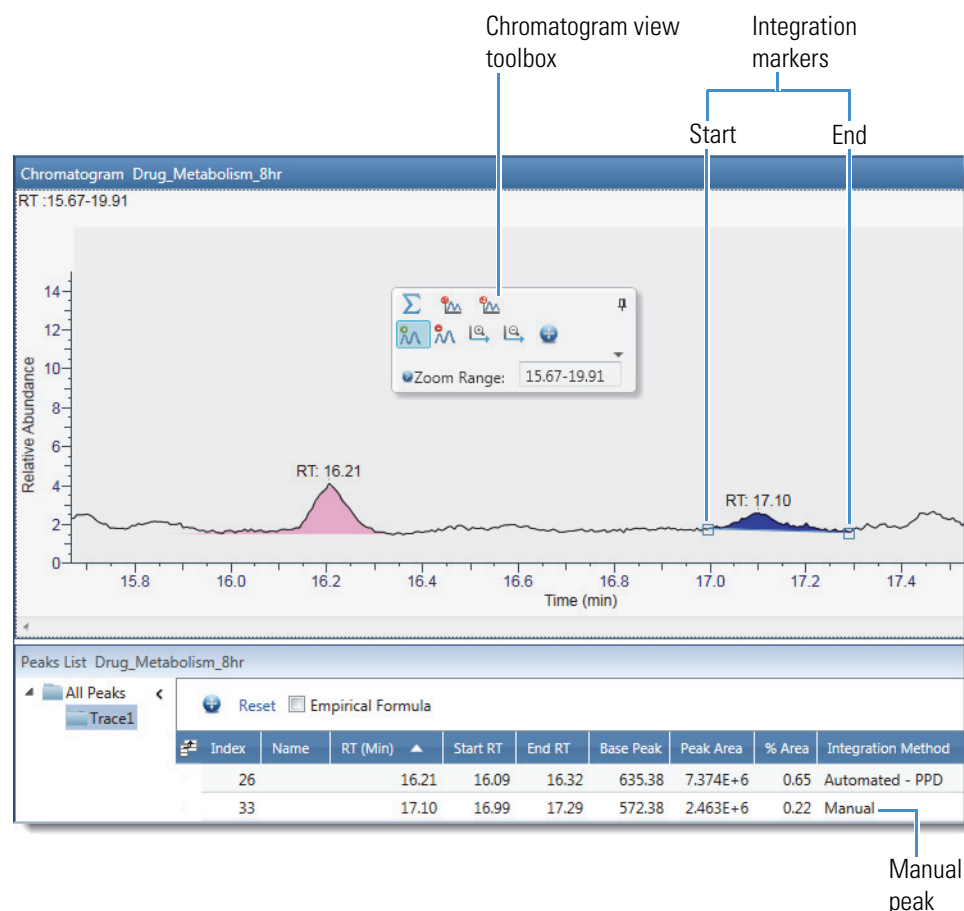 Chromatogram view
toolbox
Integration
markers
Start
End
Chromatogram Drug_Metabolism_8hr
RT :15.67-19.91
14
12
10
8
6
4
2
0
Relative Abundance
Zoom Range: 15.67-19.91
RT: 16.21
RT: 17.10
15.8 16.0 16.2 16.4 16.6 16.8 17.0 17.2 17.4
Time (min)
Peaks List Drug_Metabolism_8hr
All Peaks
Trace1
Reset Empirical Formula
Index Name RT (Min) Start RT End RT Base Peak Peak Area % Area Integration Method
26 16.21 16.09 16.32 635.38 7.374E+6 0.65 Automated - PPD
33 17.10 16.99 17.29 572.38 2.463E+6 0.22 Manual
Manual
peak